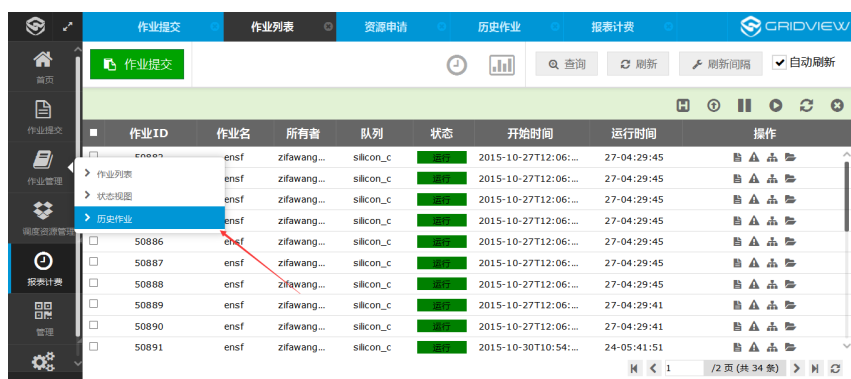 作业提交 作业列表 资源申请 历史作业 报表计费 GRIDVIEW
首页 作业提交 查询 刷新 刷新间隔 自动刷新
作业提交
作业ID 作业名 所有者 队列 状态 开始时间 运行时间 操作
50882 ensf zifawang... silicon_c 运行 2015-10-27T12:06:... 27-04:29:45
作业管理 作业列表 ensf zifawang... silicon_c 运行 2015-10-27T12:06:... 27-04:29:45
状态视图 ensf zifawang... silicon_c 运行 2015-10-27T12:06:... 27-04:29:45
调度资源管理 历史作业 ensf zifawang... silicon_c 运行 2015-10-27T12:06:... 27-04:29:45
50886 ensf zifawang... silicon_c 运行 2015-10-27T12:06:... 27-04:29:45
50887 ensf zifawang... silicon_c 运行 2015-10-27T12:06:... 27-04:29:45
报表计费 50888 ensf zifawang... silicon_c 运行 2015-10-27T12:06:... 27-04:29:45
50889 ensf zifawang... silicon_c 运行 2015-10-27T12:06:... 27-04:29:41
管理 50890 ensf zifawang... silicon_c 运行 2015-10-27T12:06:... 27-04:29:41
50891 ensf zifawang... silicon_c 运行 2015-10-30T10:54:... 24-05:41:51
1 /2 页 (共 34 条)